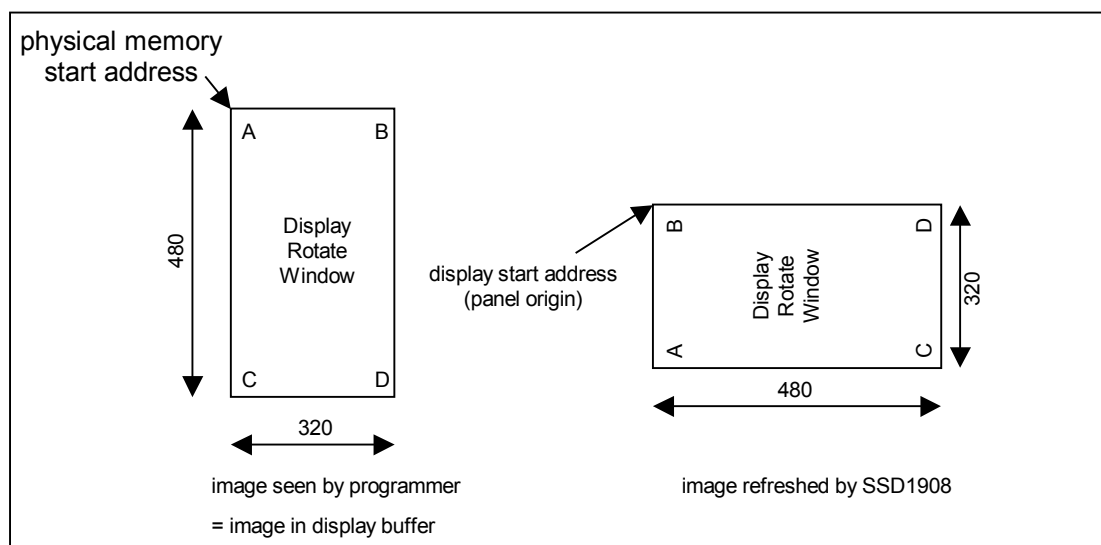 physical memory
start address
A
B
480
Display
Rotate
Window
C
D
320
image seen by programmer
= image in display buffer
display start address
(panel origin)
B
D
Display
Rotate
Window
320
A
C
480
image refreshed by SSD1908